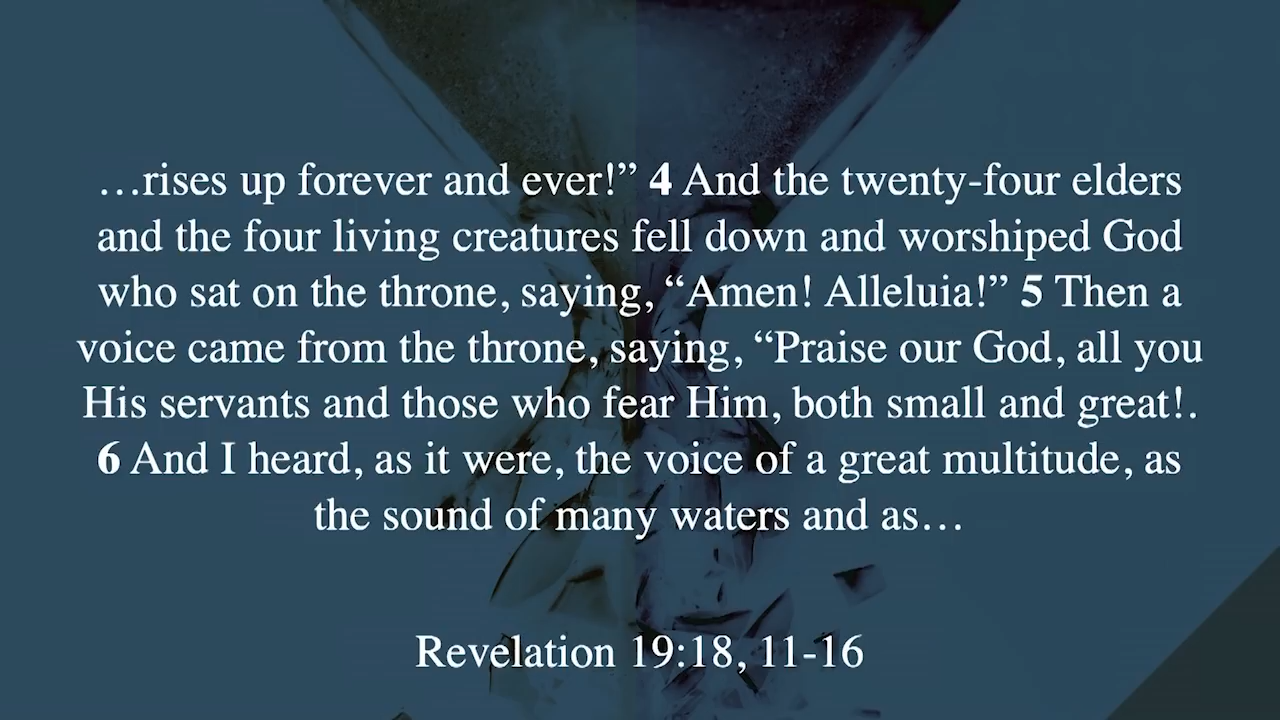 …rises up forever and ever!” 4 And the twenty-four elders
and the four living creatures fell down and worshiped God
who sat on the throne, saying, “Amen! Alleluia!” 5 Then a
voice came from the throne, saying, “Praise our God, all you
His servants and those who fear Him, both small and great!.
6 And I heard, as it were, the voice of a great multitude, as
the sound of many waters and as…
Revelation 19:18, 11-16